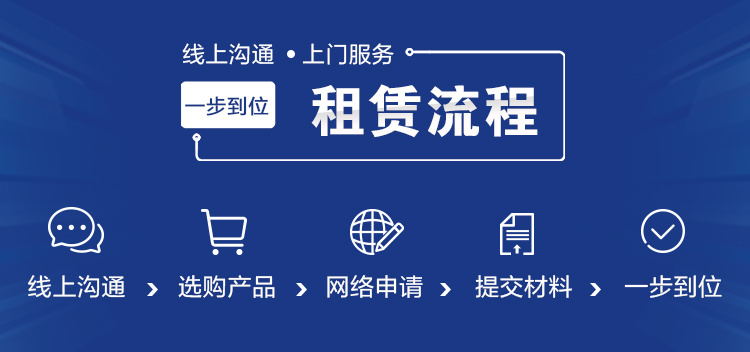 线上沟通 • 上门服务
一步到位
租赁流程
线上沟通 › 选购产品 › 网络申请 › 提交材料 › 一步到位